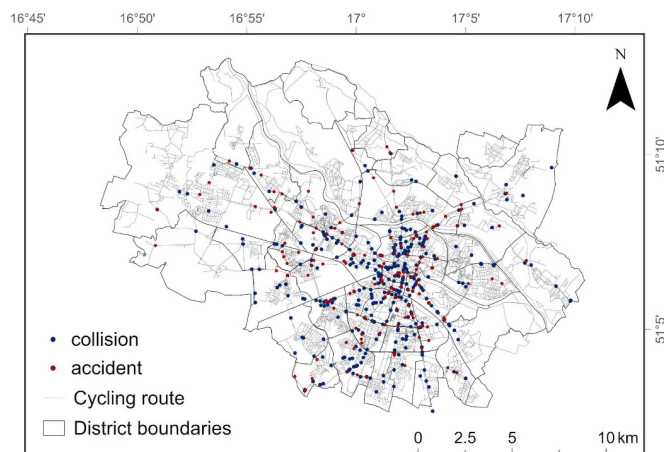 16°45' 16°50' 16°55' 17° 17°5' 17°10'
N
51°10'
51°5'
collision
accident
Cycling route
District boundaries
0 2.5 5 10 km